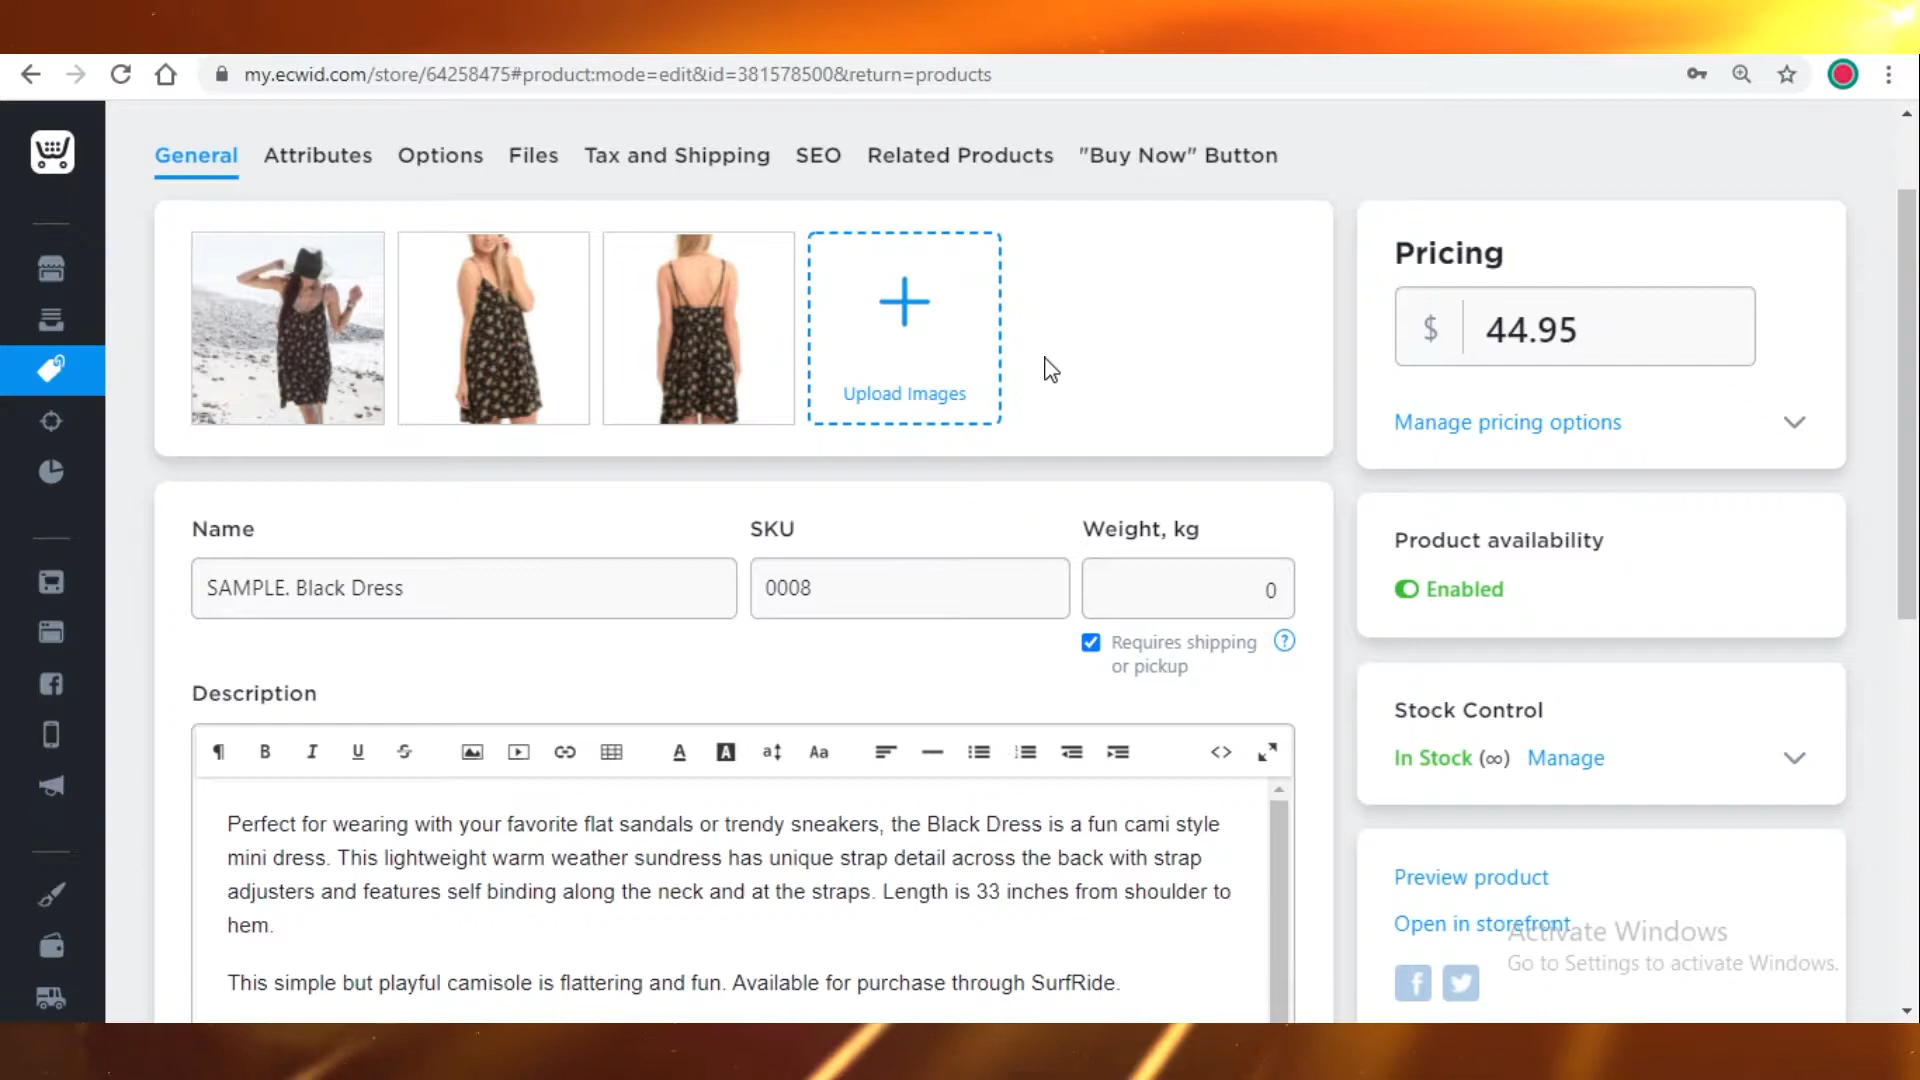 my.ecwid.com/store/64258475#product:mode=edit&id=381578500&return=products
General Attributes Options Files Tax and Shipping SEO Related Products "Buy Now" Button
Upload Images
Pricing
$ 44.95
Manage pricing options
Name SKU Weight, kg
SAMPLE. Black Dress 0008 0
Requires shipping
or pickup
Product availability
Enabled
Stock Control
In Stock (∞) Manage
Description
Perfect for wearing with your favorite flat sandals or trendy sneakers, the Black Dress is a fun cami style
mini dress. This lightweight warm weather sundress has unique strap detail across the back with strap
adjusters and features self binding along the neck and at the straps. Length is 33 inches from shoulder to
hem.
This simple but playful camisole is flattering and fun. Available for purchase through SurfRide.
Preview product
Open in storefront
Activate Windows
Go to Settings to activate Windows.